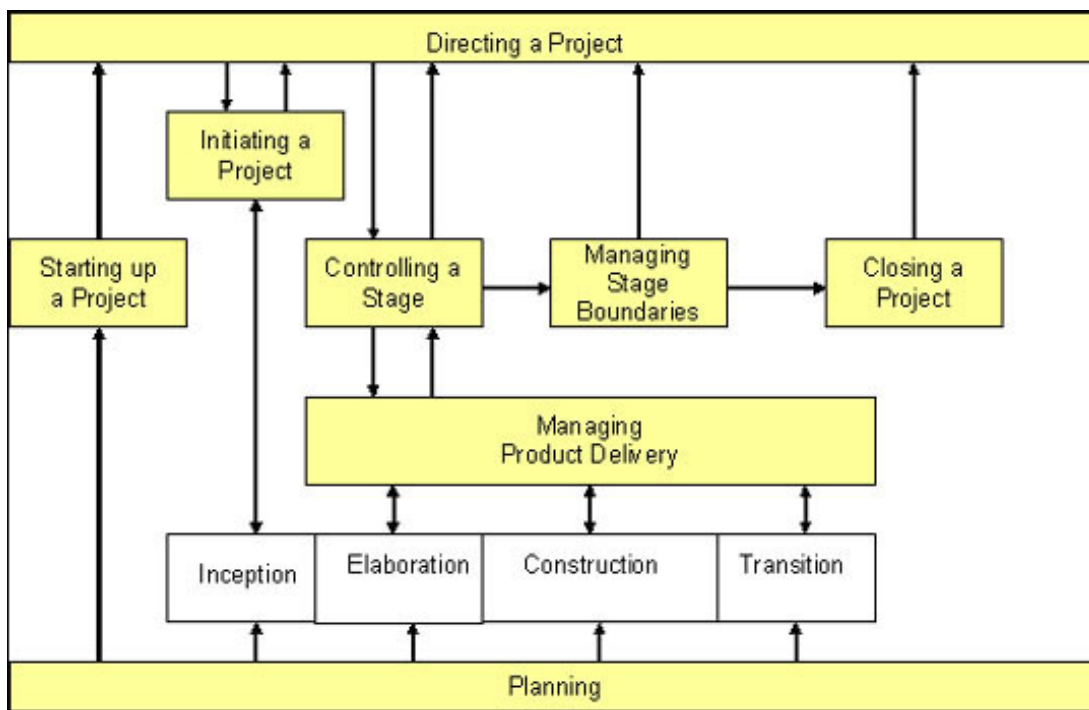 Directing a Project
Initiating a
Project
Starting up
a Project
Controlling a
Stage
Managing
Stage
Boundaries
Closing a
Project
Managing
Product Delivery
Inception
Elaboration
Construction
Transition
Planning